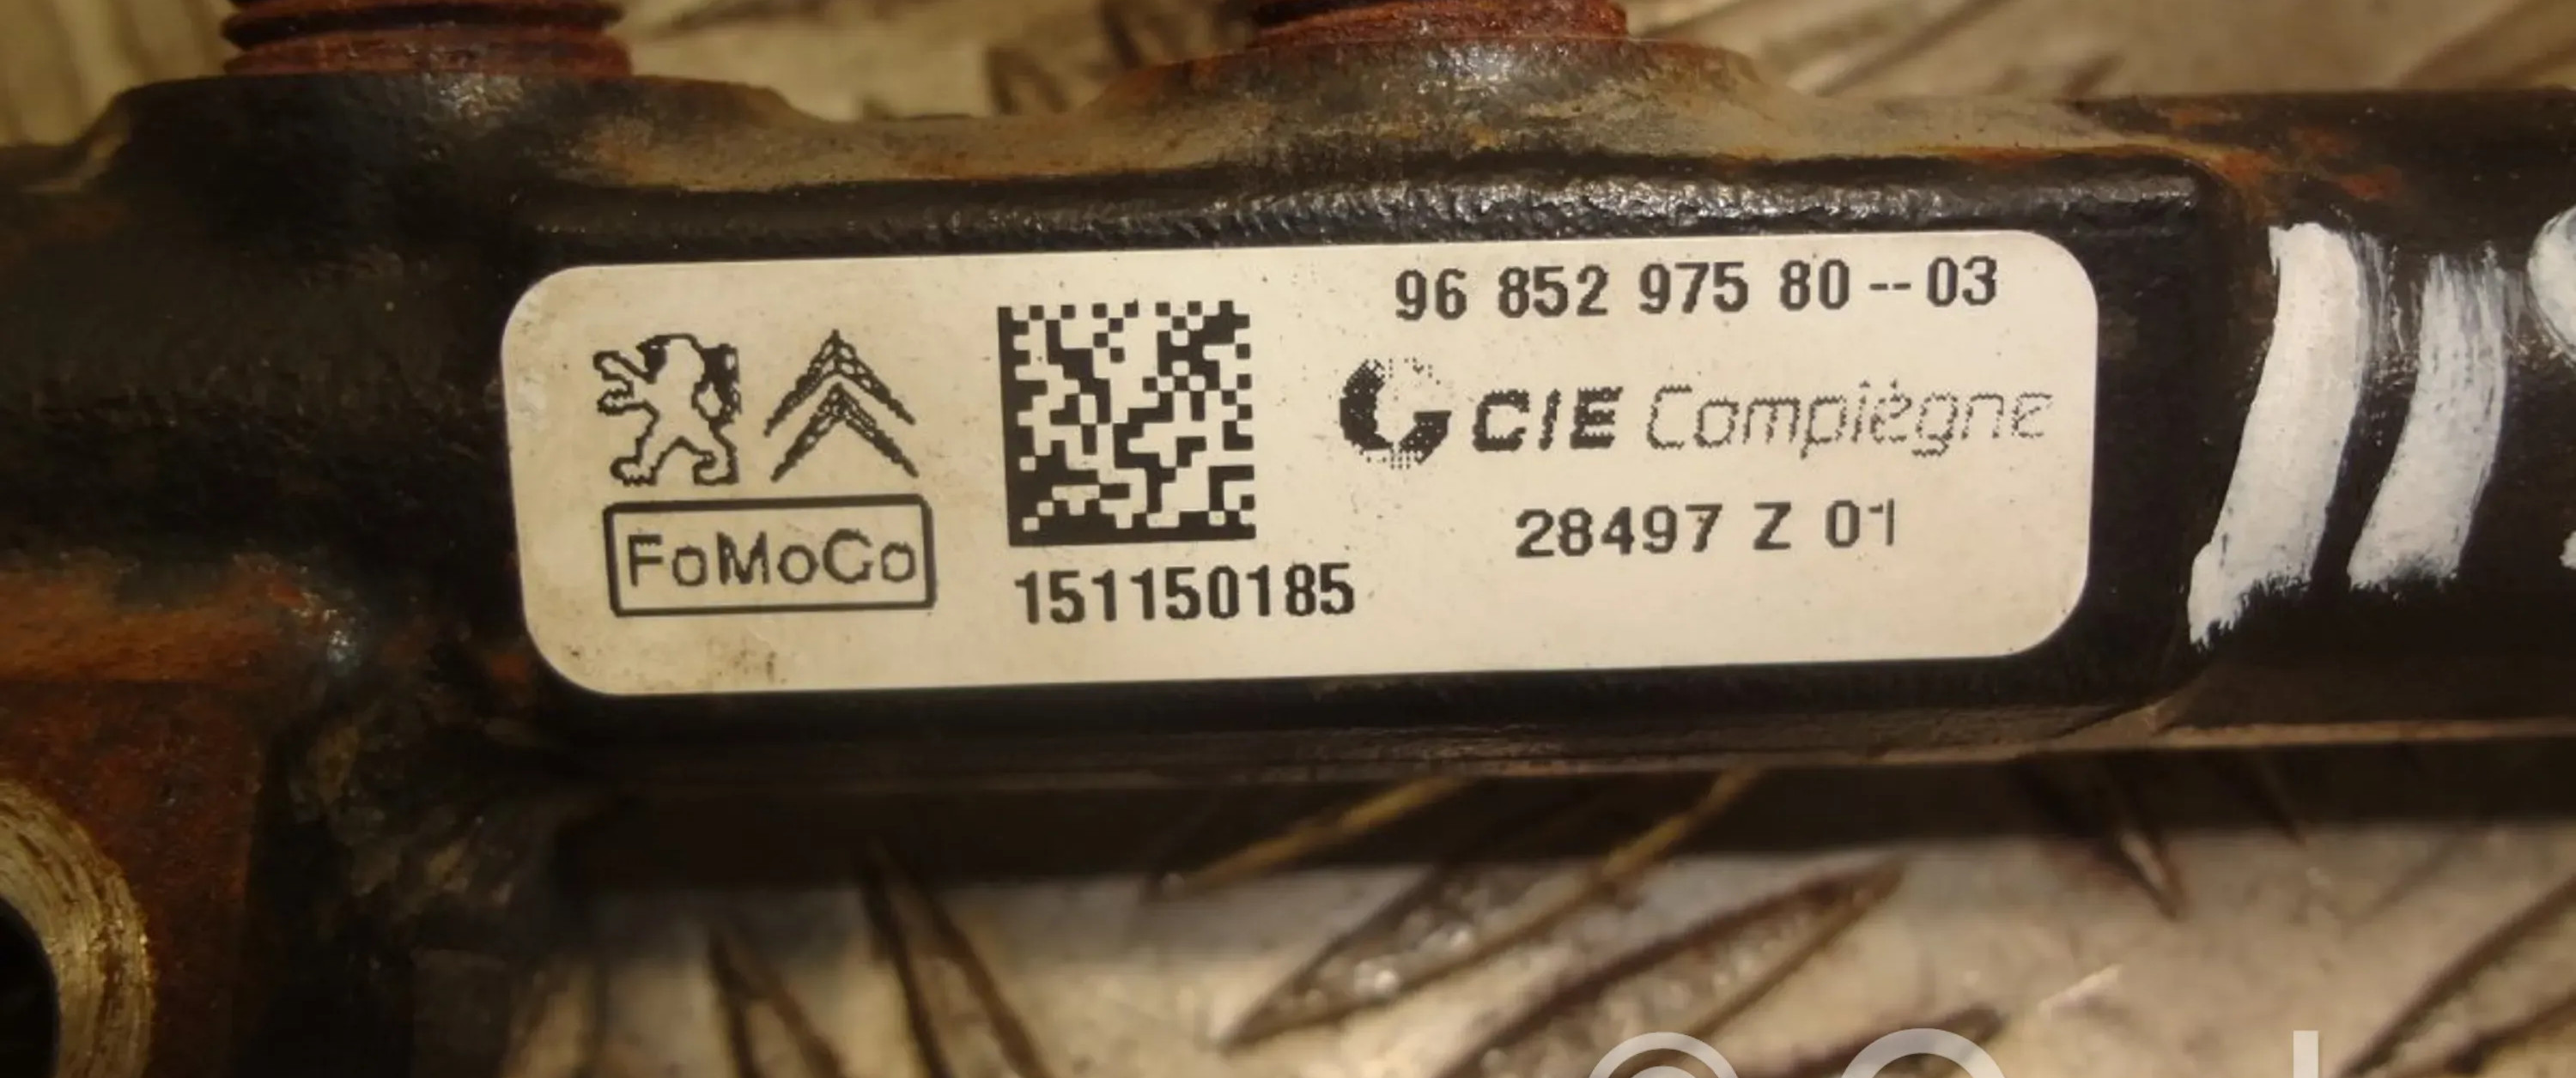 96 852 975 80--03
CIE Compiègne
28497 Z 01
FoMoCo
151150185